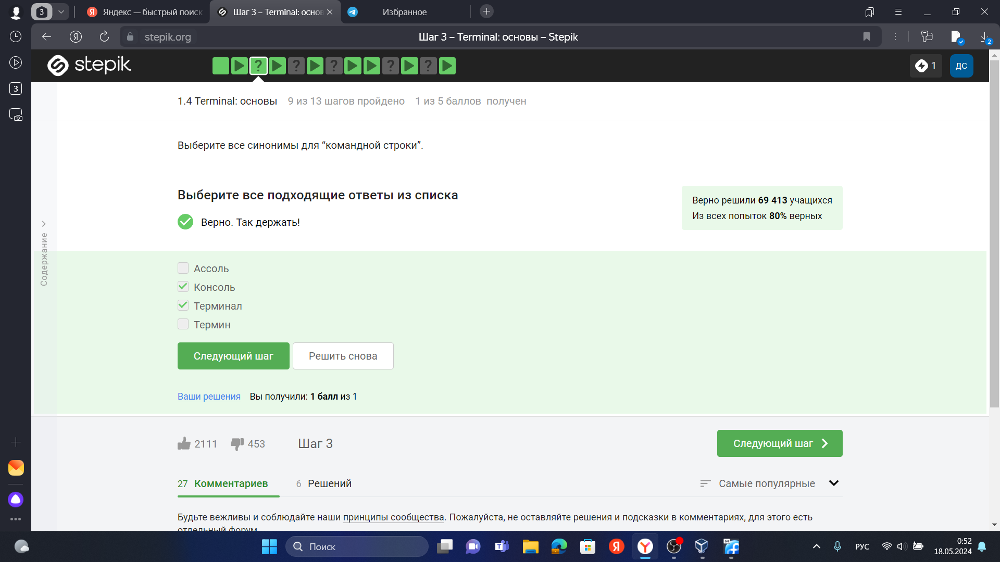 3
Яндекс — быстрый поиск
Шаг 3 – Terminal: осно
Избранное
stepik.org
Шаг 3 – Terminal: основы – Stepik
2
3
stepik
?
?
?
?
?
1
ДС
1.4 Terminal: основы 9 из 13 шагов пройдено 1 из 5 баллов получен
Выберите все синонимы для “командной строки”.
Выберите все подходящие ответы из списка
Верно. Так держать!
Верно решили 69 413 учащихся
Из всех попыток 80% верных
Содержание
Ассоль
Консоль
Терминал
Термин
Следующий шаг
Решить снова
Ваши решения Вы получили: 1 балл из 1
2111 453 Шаг 3
Следующий шаг
27 Комментариев 6 Решений
Самые популярные
Будьте вежливы и соблюдайте наши принципы сообщества. Пожалуйста, не оставляйте решения и подсказки в комментариях, для этого есть
отдельный форум.
Поиск
64
РУС
0:52
18.05.2024